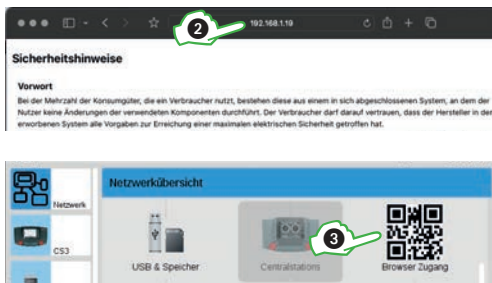 2
192.168.1.19
Sicherheitshinweise
Vorwort
Bei der Mehrzahl der Konsumgüter, die ein Verbraucher nutzt, bestehen diese aus einem in sich abgeschlossenen System, an dem der
Nutzer keine Änderungen der verwendeten Komponenten durchführt. Der Verbraucher darf darauf vertrauen, dass der Hersteller in der
erworbenen System alle Vorgaben zur Erreichung einer maximalen elektrischen Sicherheit getroffen hat.
Netzwerkübersicht
Netzwerk
CS3
3
USB & Speicher
Centralstations
Browser Zugang